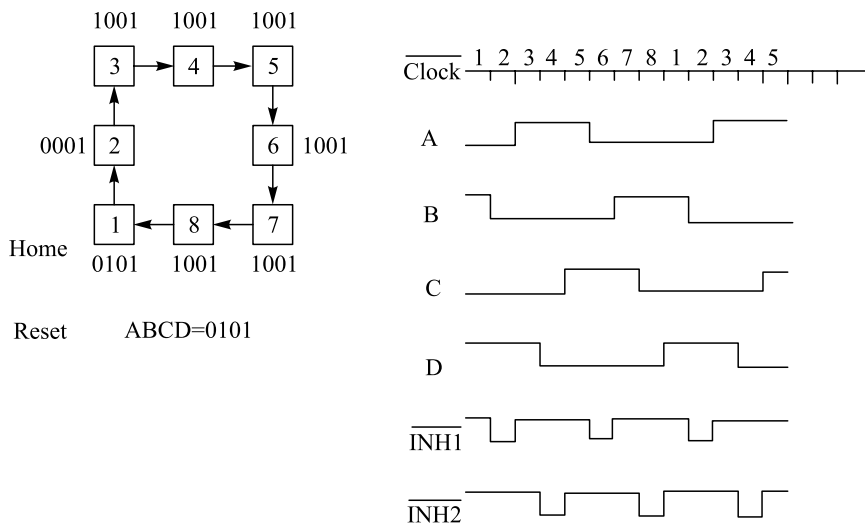 1001 1001 1001
3 4 5
0001 2 6 1001
1 8 7
Home
0101 1001 1001
Reset ABCD=0101
1 2 3 4 5 6 7 8 1 2 3 4 5
Clock
A
B
C
D
INH1
INH2